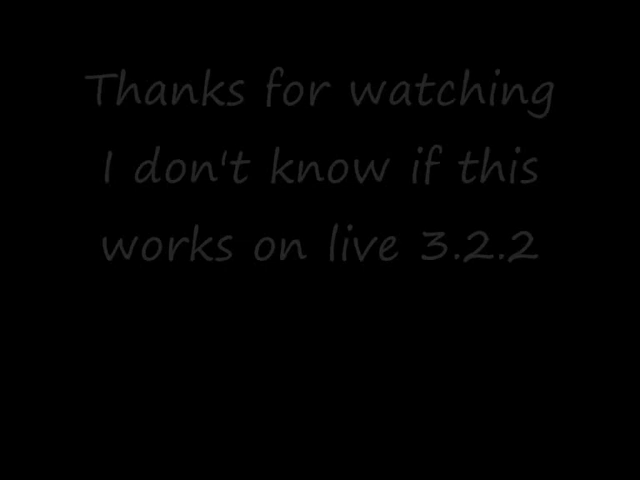 Thanks for watching
I don't know if this
works on live 3.2.2